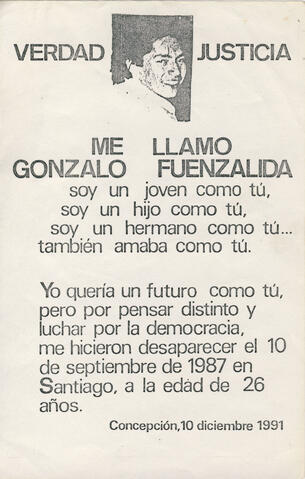 VERDAD JUSTICIA
ME LLAMO
GONZALO FUENZALIDA
soy un joven como tú,
soy un hijo como tú,
soy un hermano como tú...
también amaba como tú.
Yo quería un futuro como tú,
pero por pensar distinto y
luchar por la democracia,
me hicieron desaparecer el 10
de septiembre de 1987 en
Santiago, a la edad de 26
años.
Concepción,10 diciembre 1991